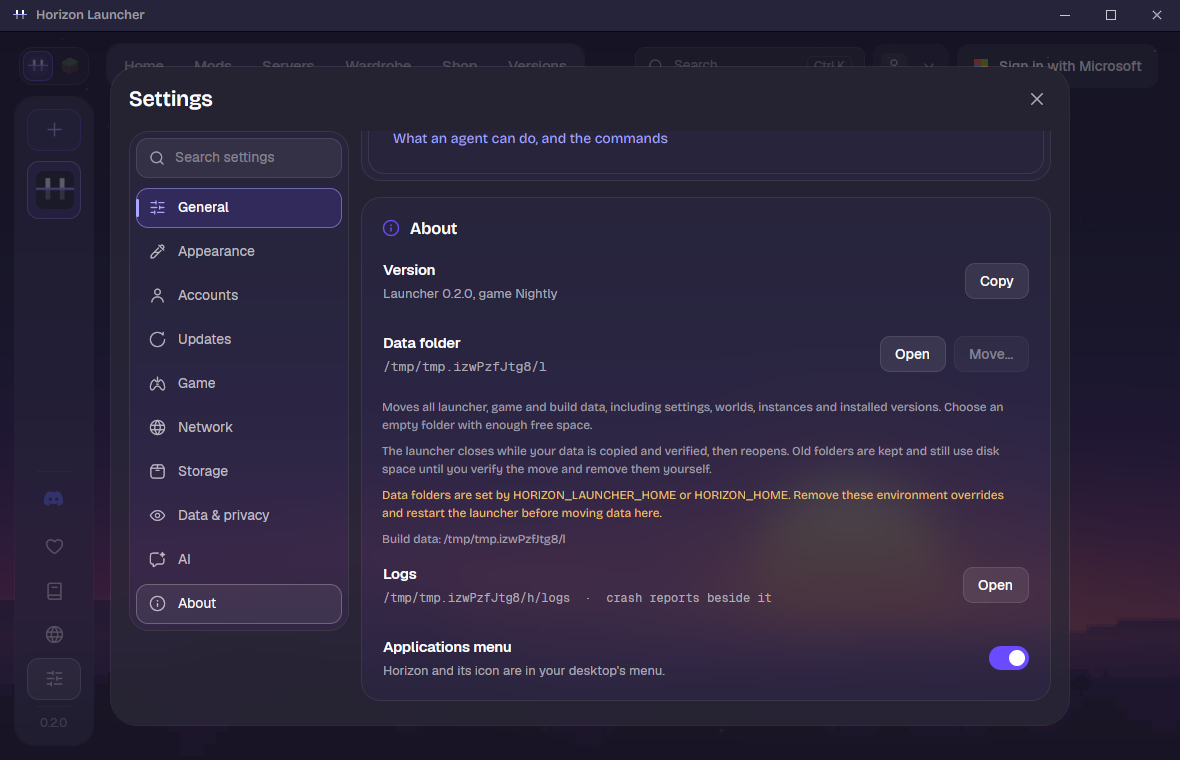 Horizon Launcher
Home Mods Servers Wardrobe Shop Versions Search Ctrl K Sign in with Microsoft
Settings
Search settings
General
Appearance
Accounts
Updates
Game
Network
Storage
Data & privacy
AI
About
What an agent can do, and the commands
About
Version
Launcher 0.2.0, game Nightly
Copy
Data folder
/tmp/tmp.izwPzfJtg8/l
Open
Move...
Moves all launcher, game and build data, including settings, worlds, instances and installed versions. Choose an
empty folder with enough free space.
The launcher closes while your data is copied and verified, then reopens. Old folders are kept and still use disk
space until you verify the move and remove them yourself.
Data folders are set by HORIZON_LAUNCHER_HOME or HORIZON_HOME. Remove these environment overrides
and restart the launcher before moving data here.
Build data: /tmp/tmp.izwPzfJtg8/l
Logs
/tmp/tmp.izwPzfJtg8/h/logs · crash reports beside it
Open
Applications menu
Horizon and its icon are in your desktop's menu.
0.2.0